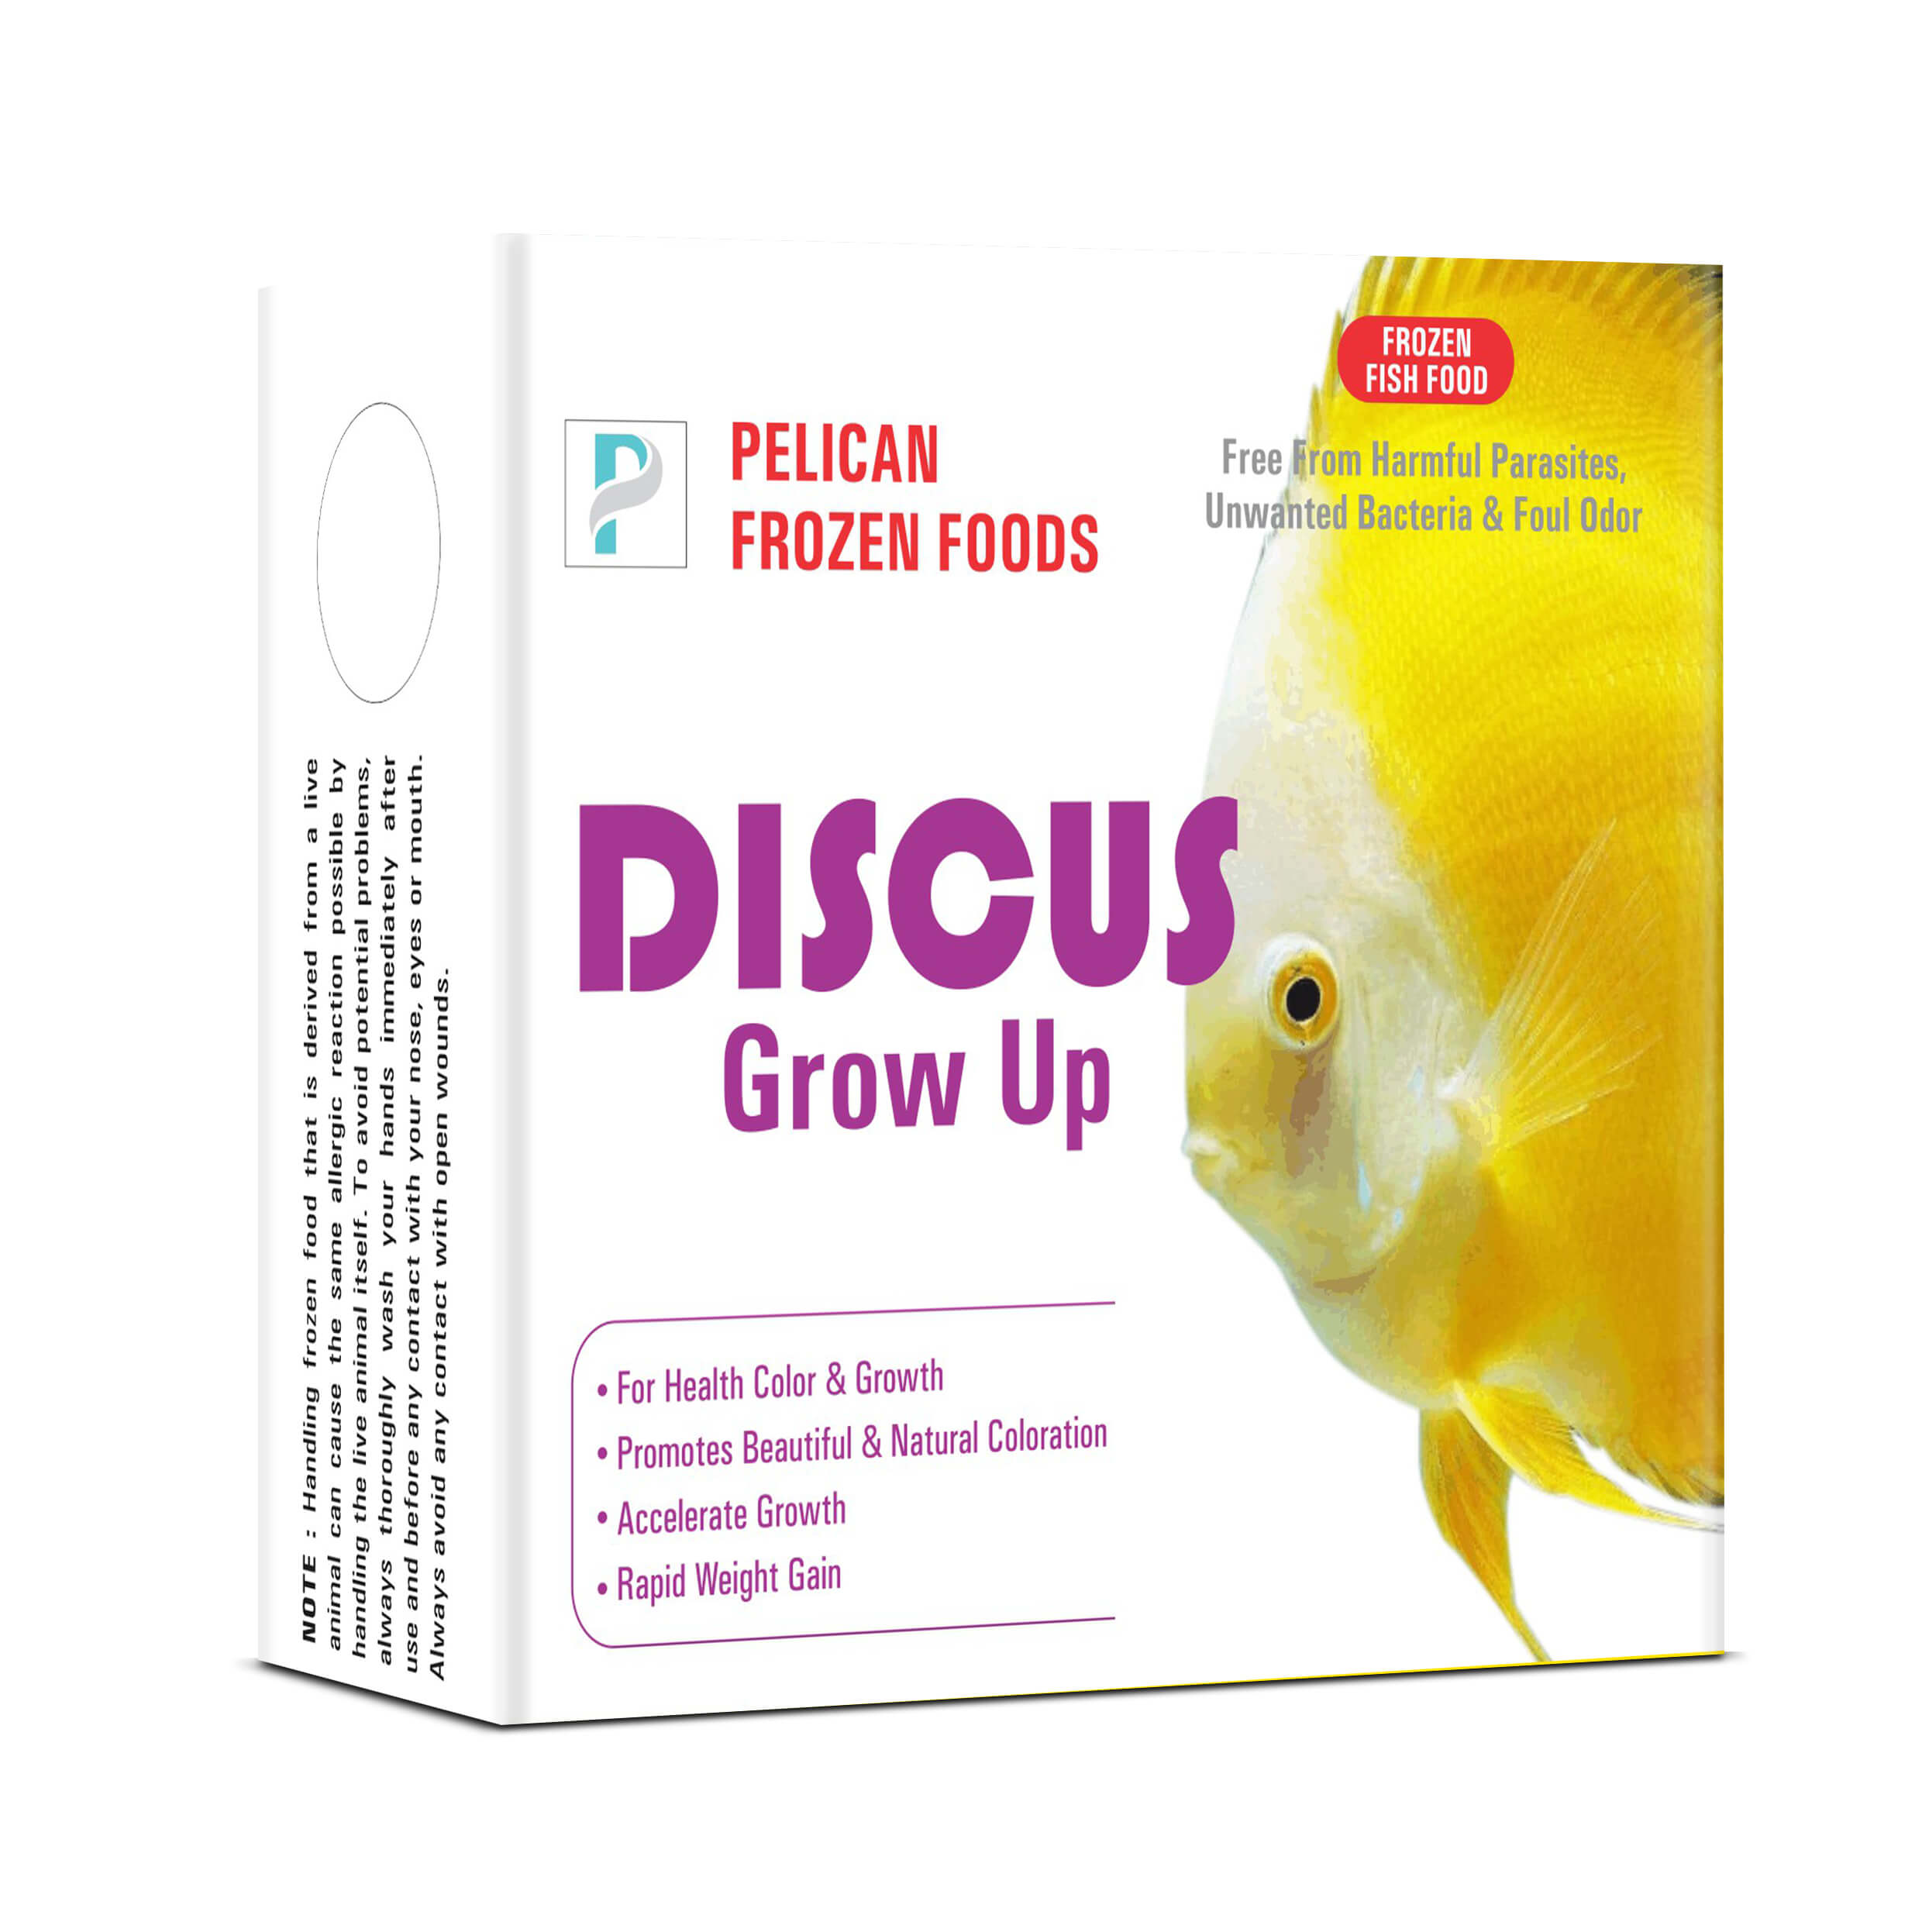 PELICAN
FROZEN FOODS
FROZEN
FISH FOOD
Free From Harmful Parasites,
Unwanted Bacteria & Foul Odor
DISCUS
Grow Up
• For Health Color & Growth
• Promotes Beautiful & Natural Coloration
• Accelerate Growth
• Rapid Weight Gain
NOTE : Handling frozen food that is derived from a live
animal can cause the same allergic reaction possible by
handling the live animal itself. To avoid potential problems,
always thoroughly wash your hands immediately after
use and before any contact with your nose, eyes or mouth.
Always avoid any contact with open wounds.